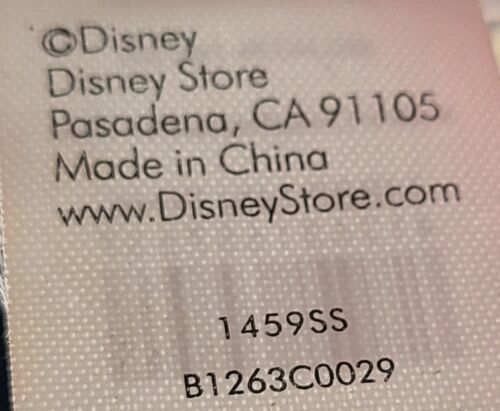 ©Disney
Disney Store
Pasadena, CA 91105
Made in China
www.DisneyStore.com
1459SS
B1263C0029